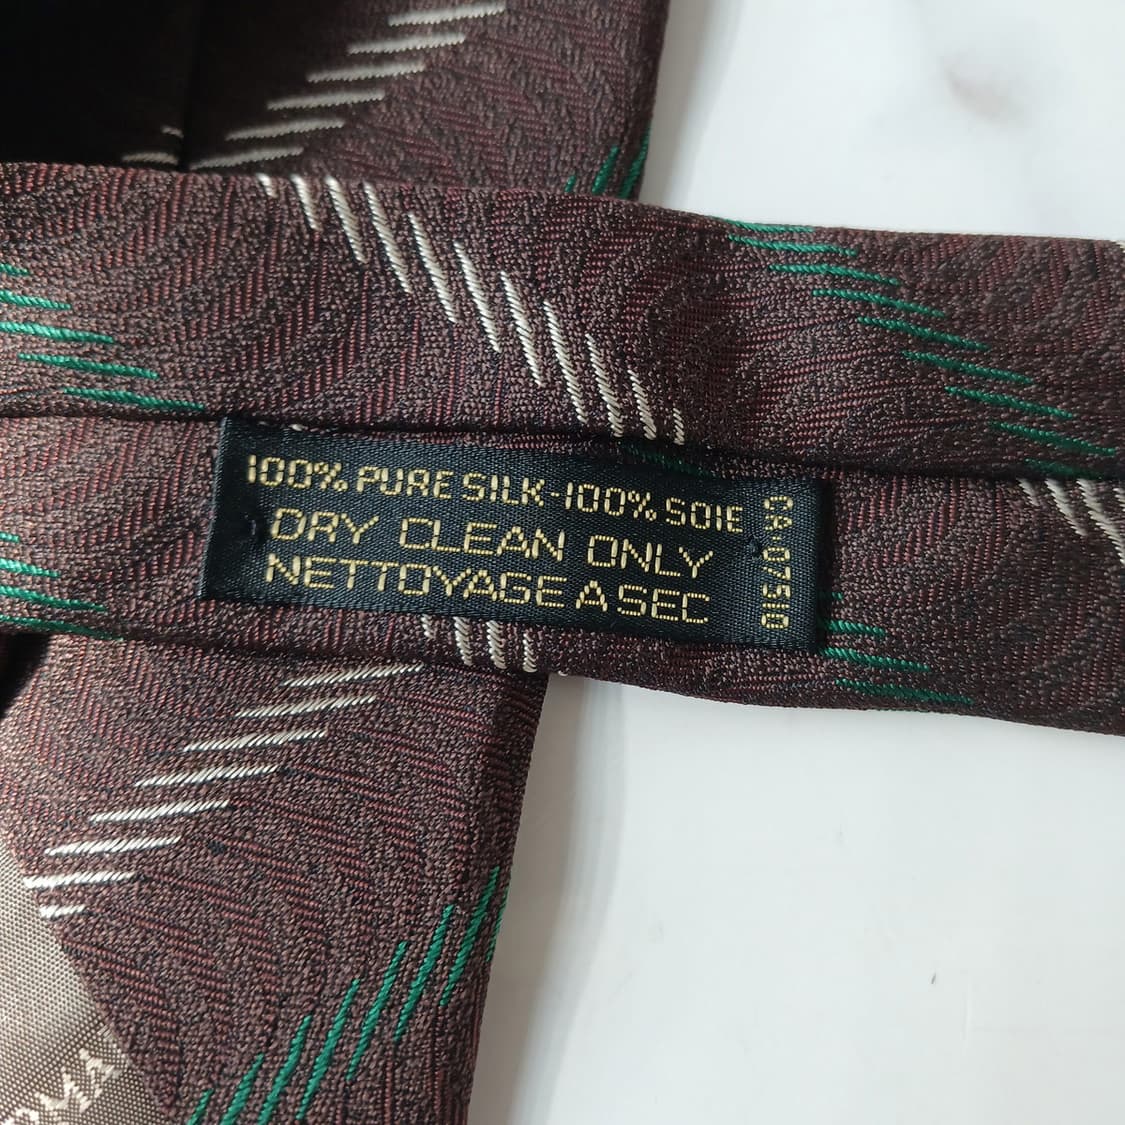 100% PURE SILK-100% SOIE
DRY CLEAN ONLY
NETTOYAGE A SEC
CA·07510